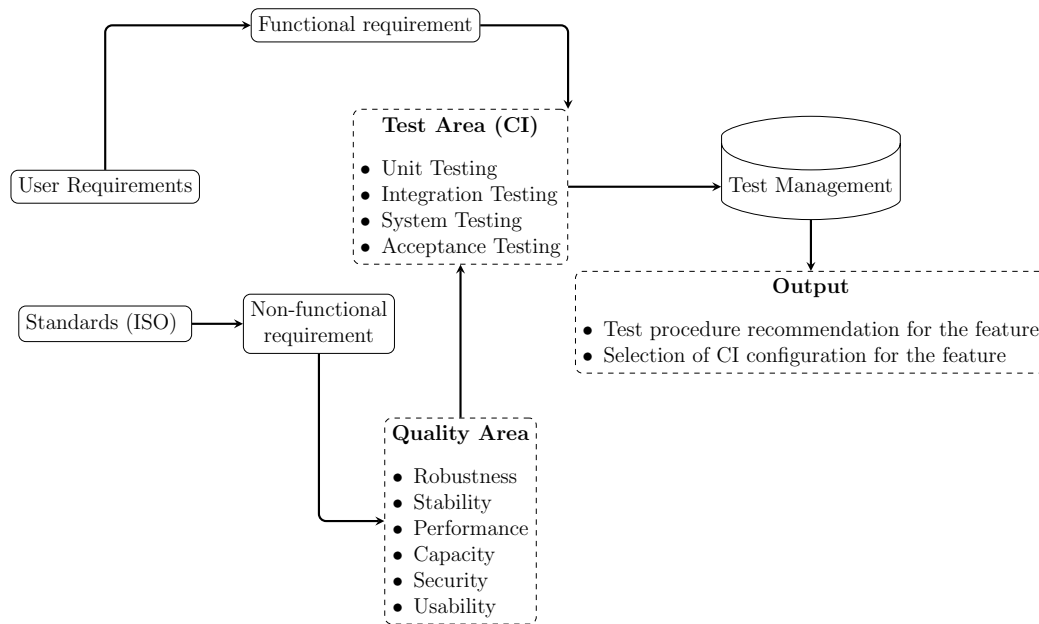 Functional requirement
Test Area (CI)
● Unit Testing
● Integration Testing
● System Testing
● Acceptance Testing
User Requirements
Test Management
Standards (ISO)
Non-functional
requirement
Output
● Test procedure recommendation for the feature
● Selection of CI configuration for the feature
Quality Area
● Robustness
● Stability
● Performance
● Capacity
● Security
● Usability